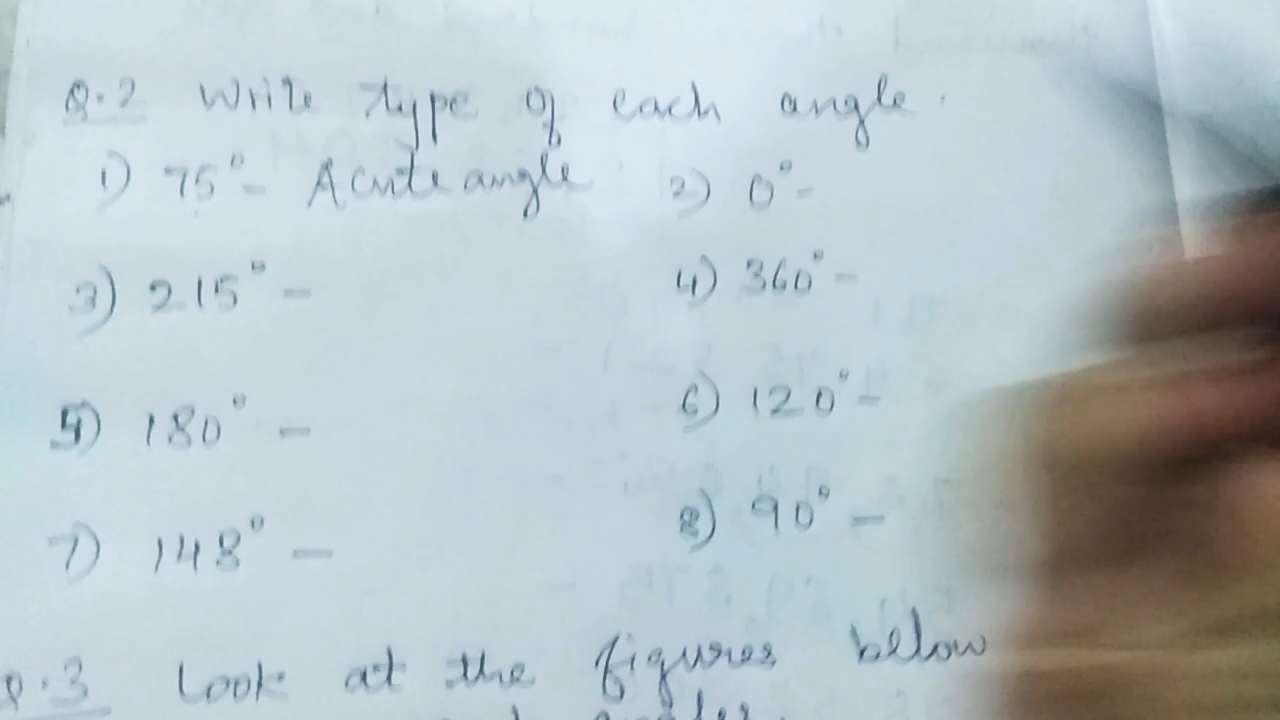 Q.2 Write type of each angle.
1) 75° - Acute angle 2) 0° -
3) 215° - 4) 360° -
5) 180° - 6) 120° -
7) 148° - 8) 90° -
Q.3 Look at the figures below